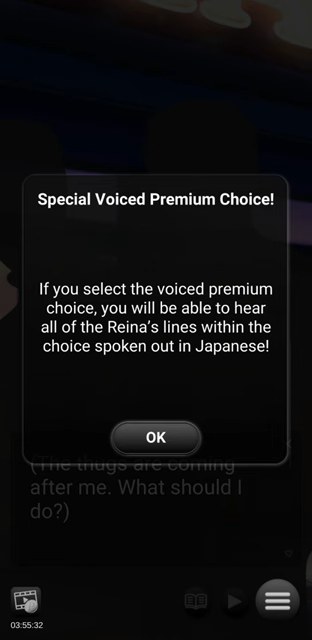 Special Voiced Premium Choice!
If you select the voiced premium
choice, you will be able to hear
all of the Reina's lines within the
choice spoken out in Japanese!
OK
(The thugs are coming
after me. What should I
do?)
03:55:32